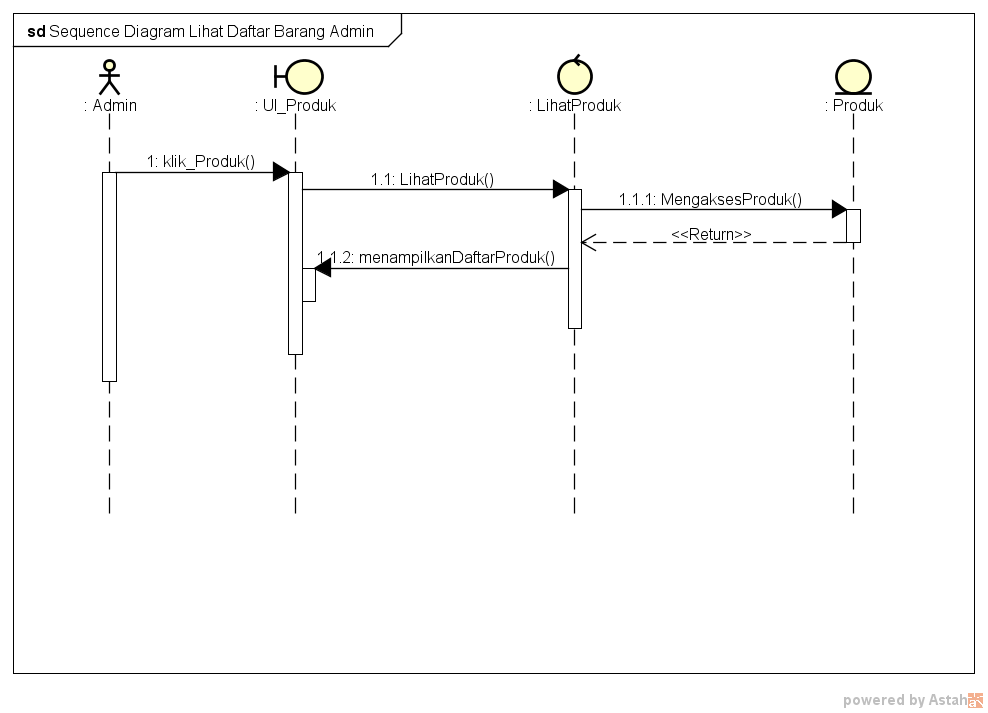 sd Sequence Diagram Lihat Daftar Barang Admin
: Admin
: UI_Produk
: LihatProduk
: Produk
1: klik_Produk()
1.1: LihatProduk()
1.1.1: MengaksesProduk()
<<Return>>
1.1.2: menampilkanDaftarProduk()
powered by Astah